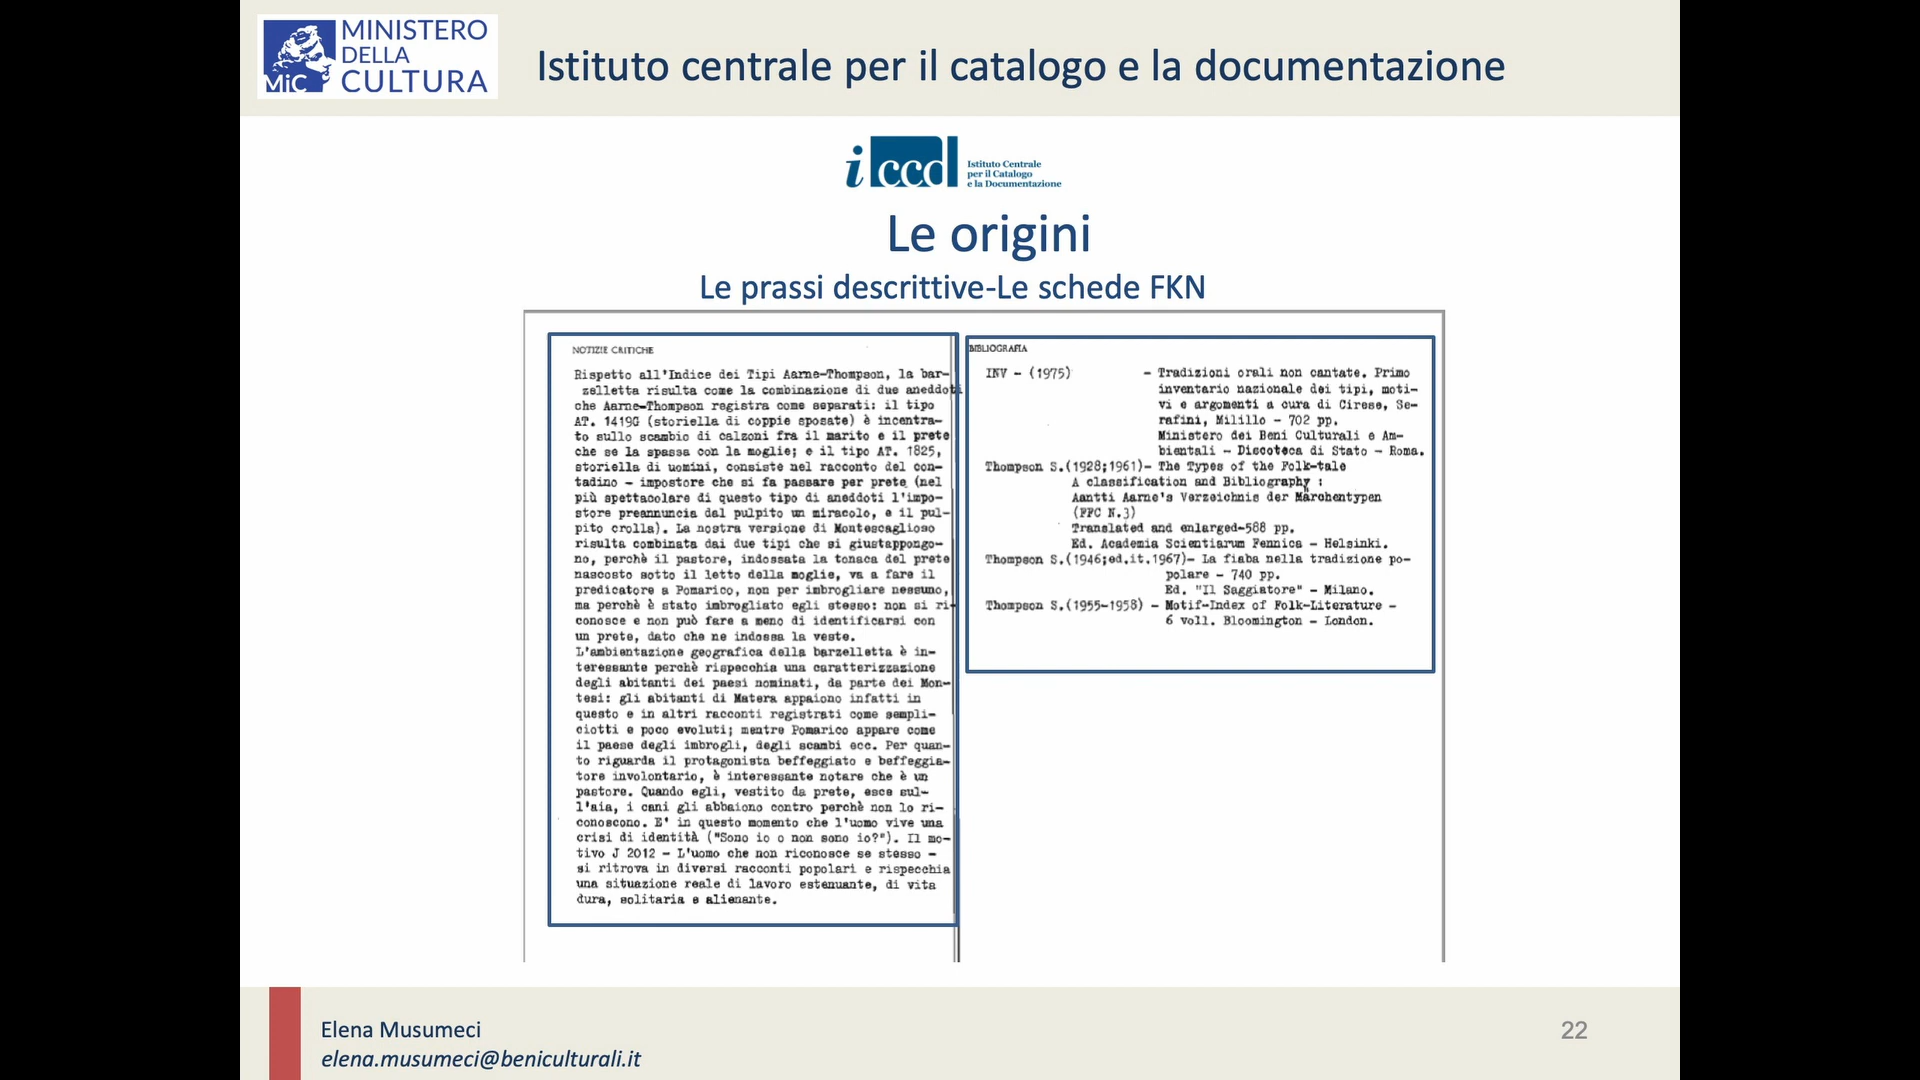 MiC
MINISTERO
DELLA
CULTURA
Istituto centrale per il catalogo e la documentazione
iccd
Istituto Centrale
per il Catalogo
e la Documentazione
Le origini
Le prassi descrittive-Le schede FKN
NOTIZIE CRITICHE
Rispetto all'Indice dei Tipi Aarne-Thompson, la bar-
zelletta risulta come la combinazione di due aneddoti
che Aarne-Thompson registra come separati: il tipo
AT. 1419G (storiella di coppie sposate) è incentra-
to sullo scambio di calzoni fra il marito e il prete
che se la spassa con la moglie; e il tipo AT. 1825,
storiella di uomini, consiste nel racconto del con-
tadino - impostore che si fa passare per prete (nel
più spettacolare di questo tipo di aneddoti l'impo-
store preannuncia dal pulpito un miracolo, e il pul-
pito crolla). La nostra versione di Montescaglioso
risulta combinata dai due tipi che si giustappongo-
no, perchè il pastore, indossata la tonaca del prete
nascosto sotto il letto della moglie, va a fare il
predicatore a Pomarico, non per imbrogliare nessuno,
ma perchè è stato imbrogliato egli stesso: non si ri-
conosce e non può fare a meno di identificarsi con
un prete, dato che ne indossa la veste.
L'ambientazione geografica della barzelletta è in-
teressante perchè rispecchia una caratterizzazione
degli abitanti dei paesi nominati, da parte dei Mon-
tesi: gli abitanti di Matera appaiono infatti in
questo e in altri racconti registrati come sempli-
ciotti e poco evoluti; mentre Pomarico appare come
il paese degli imbrogli, degli scambi ecc. Per quan-
to riguarda il protagonista beffeggiato e beffeggia-
tore involontario, è interessante notare che è un
pastore. Quando egli, vestito da prete, esce sul-
l'aia, i cani gli abbaiono contro perchè non lo ri-
conoscono. E' in questo momento che l'uomo vive una
crisi di identità ("Sono io o non sono io?"). Il mo-
tivo J 2012 - L'uomo che non riconosce se stesso -
si ritrova in diversi racconti popolari e rispecchia
una situazione reale di lavoro estenuante, di vita
dura, solitaria e alienante.
BIBLIOGRAFIA
INV - (1975) - Tradizioni orali non cantate. Primo
inventario nazionale dei tipi, moti-
vi e argomenti a cura di Cirese, Se-
rafini, Milillo - 702 pp.
Ministero dei Beni Culturali e Am-
bientali - Discoteca di Stato - Roma.
Thompson S.(1928;1961)- The Types of the Folk-tale
A classification and Bibliography :
Aantti Aarne's Verzeichnis der Märchentypen
(FFC N.3)
Translated and enlarged-588 pp.
Ed. Academia Scientiarum Fennica - Helsinki.
Thompson S.(1946;ed.it.1967)- La fiaba nella tradizione po-
polare - 740 pp.
Ed. "Il Saggiatore" - Milano.
Thompson S.(1955-1958) - Motif-Index of Folk-Literature -
6 voll. Bloomington - London.
Elena Musumeci
elena.musumeci@beniculturali.it
22